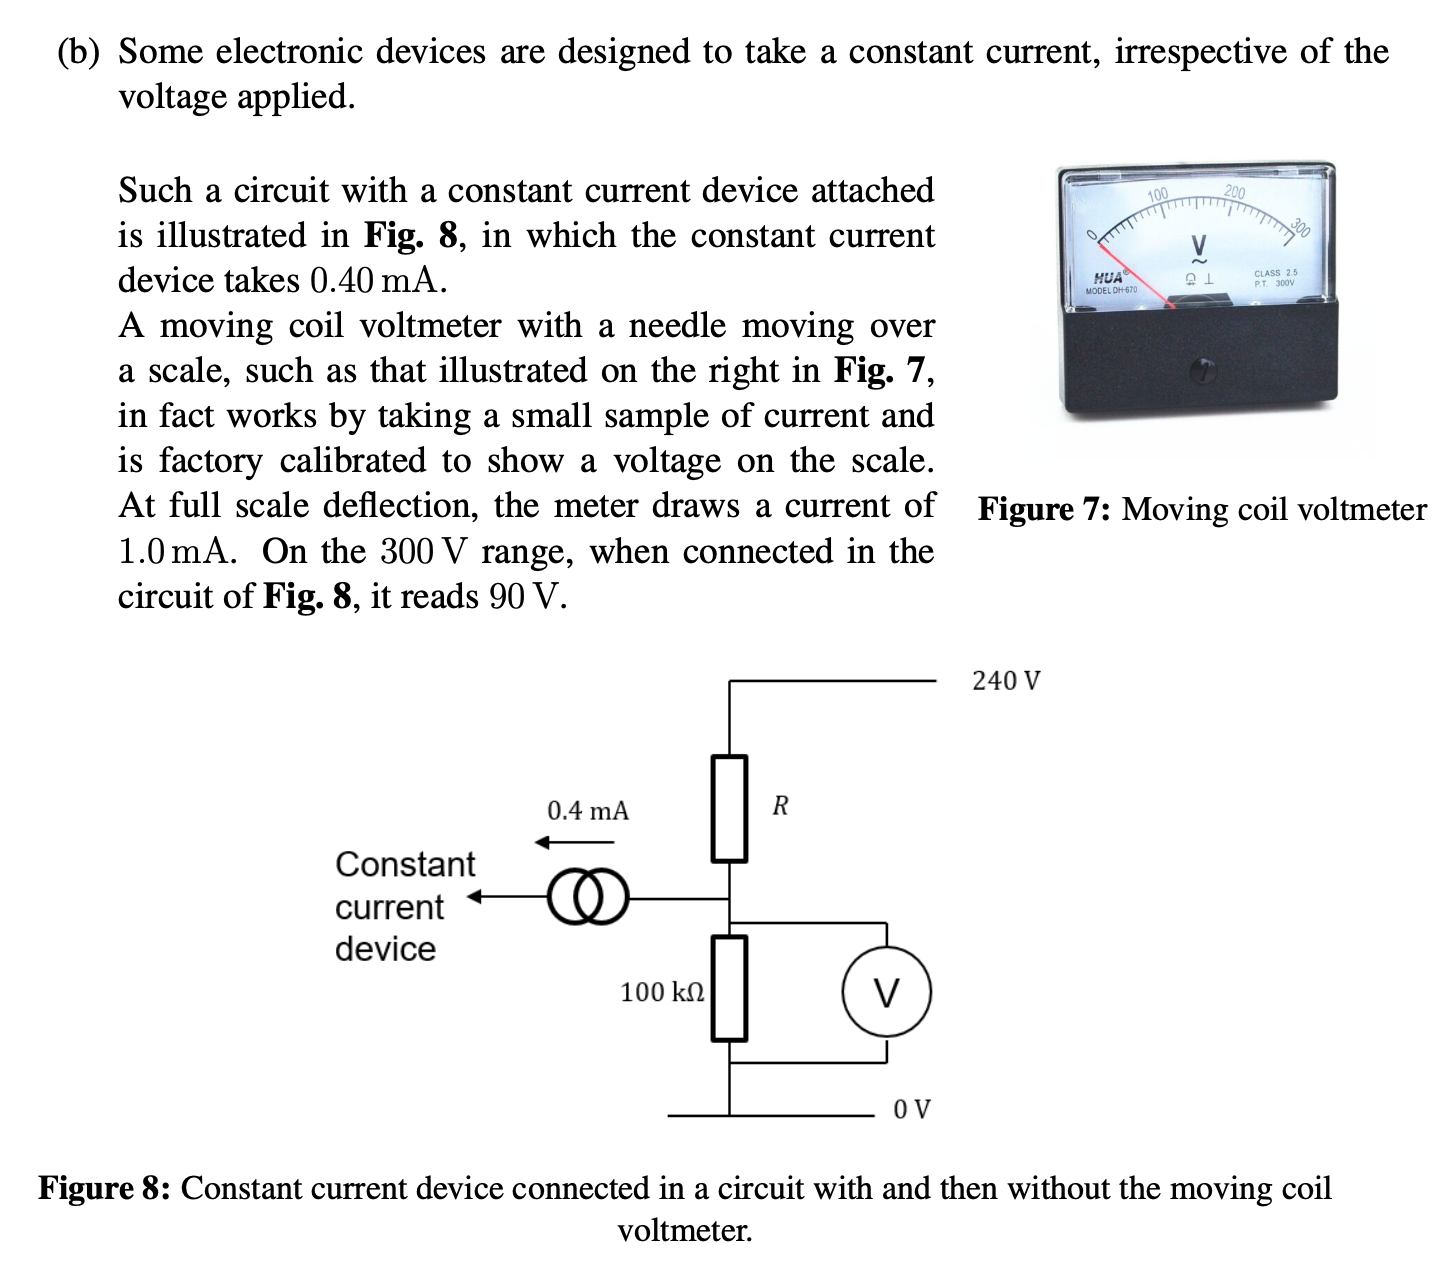 (b) Some electronic devices are designed to take a constant current, irrespective of the
voltage applied.
Such a circuit with a constant current device attached
is illustrated in Fig. 8, in which the constant current
device takes 0.40 mA.
A moving coil voltmeter with a needle moving over
a scale, such as that illustrated on the right in Fig. 7,
in fact works by taking a small sample of current and
is factory calibrated to show a voltage on the scale.
At full scale deflection, the meter draws a current of
1.0 mA. On the 300 V range, when connected in the
circuit of Fig. 8, it reads 90 V.
0 100 200 300
V
HUA®
MODEL DH-670
CLASS 2.5
P.T. 300V
Figure 7: Moving coil voltmeter
240 V
R
0.4 mA
Constant
current
device
100 kΩ
V
0 V
Figure 8: Constant current device connected in a circuit with and then without the moving coil
voltmeter.